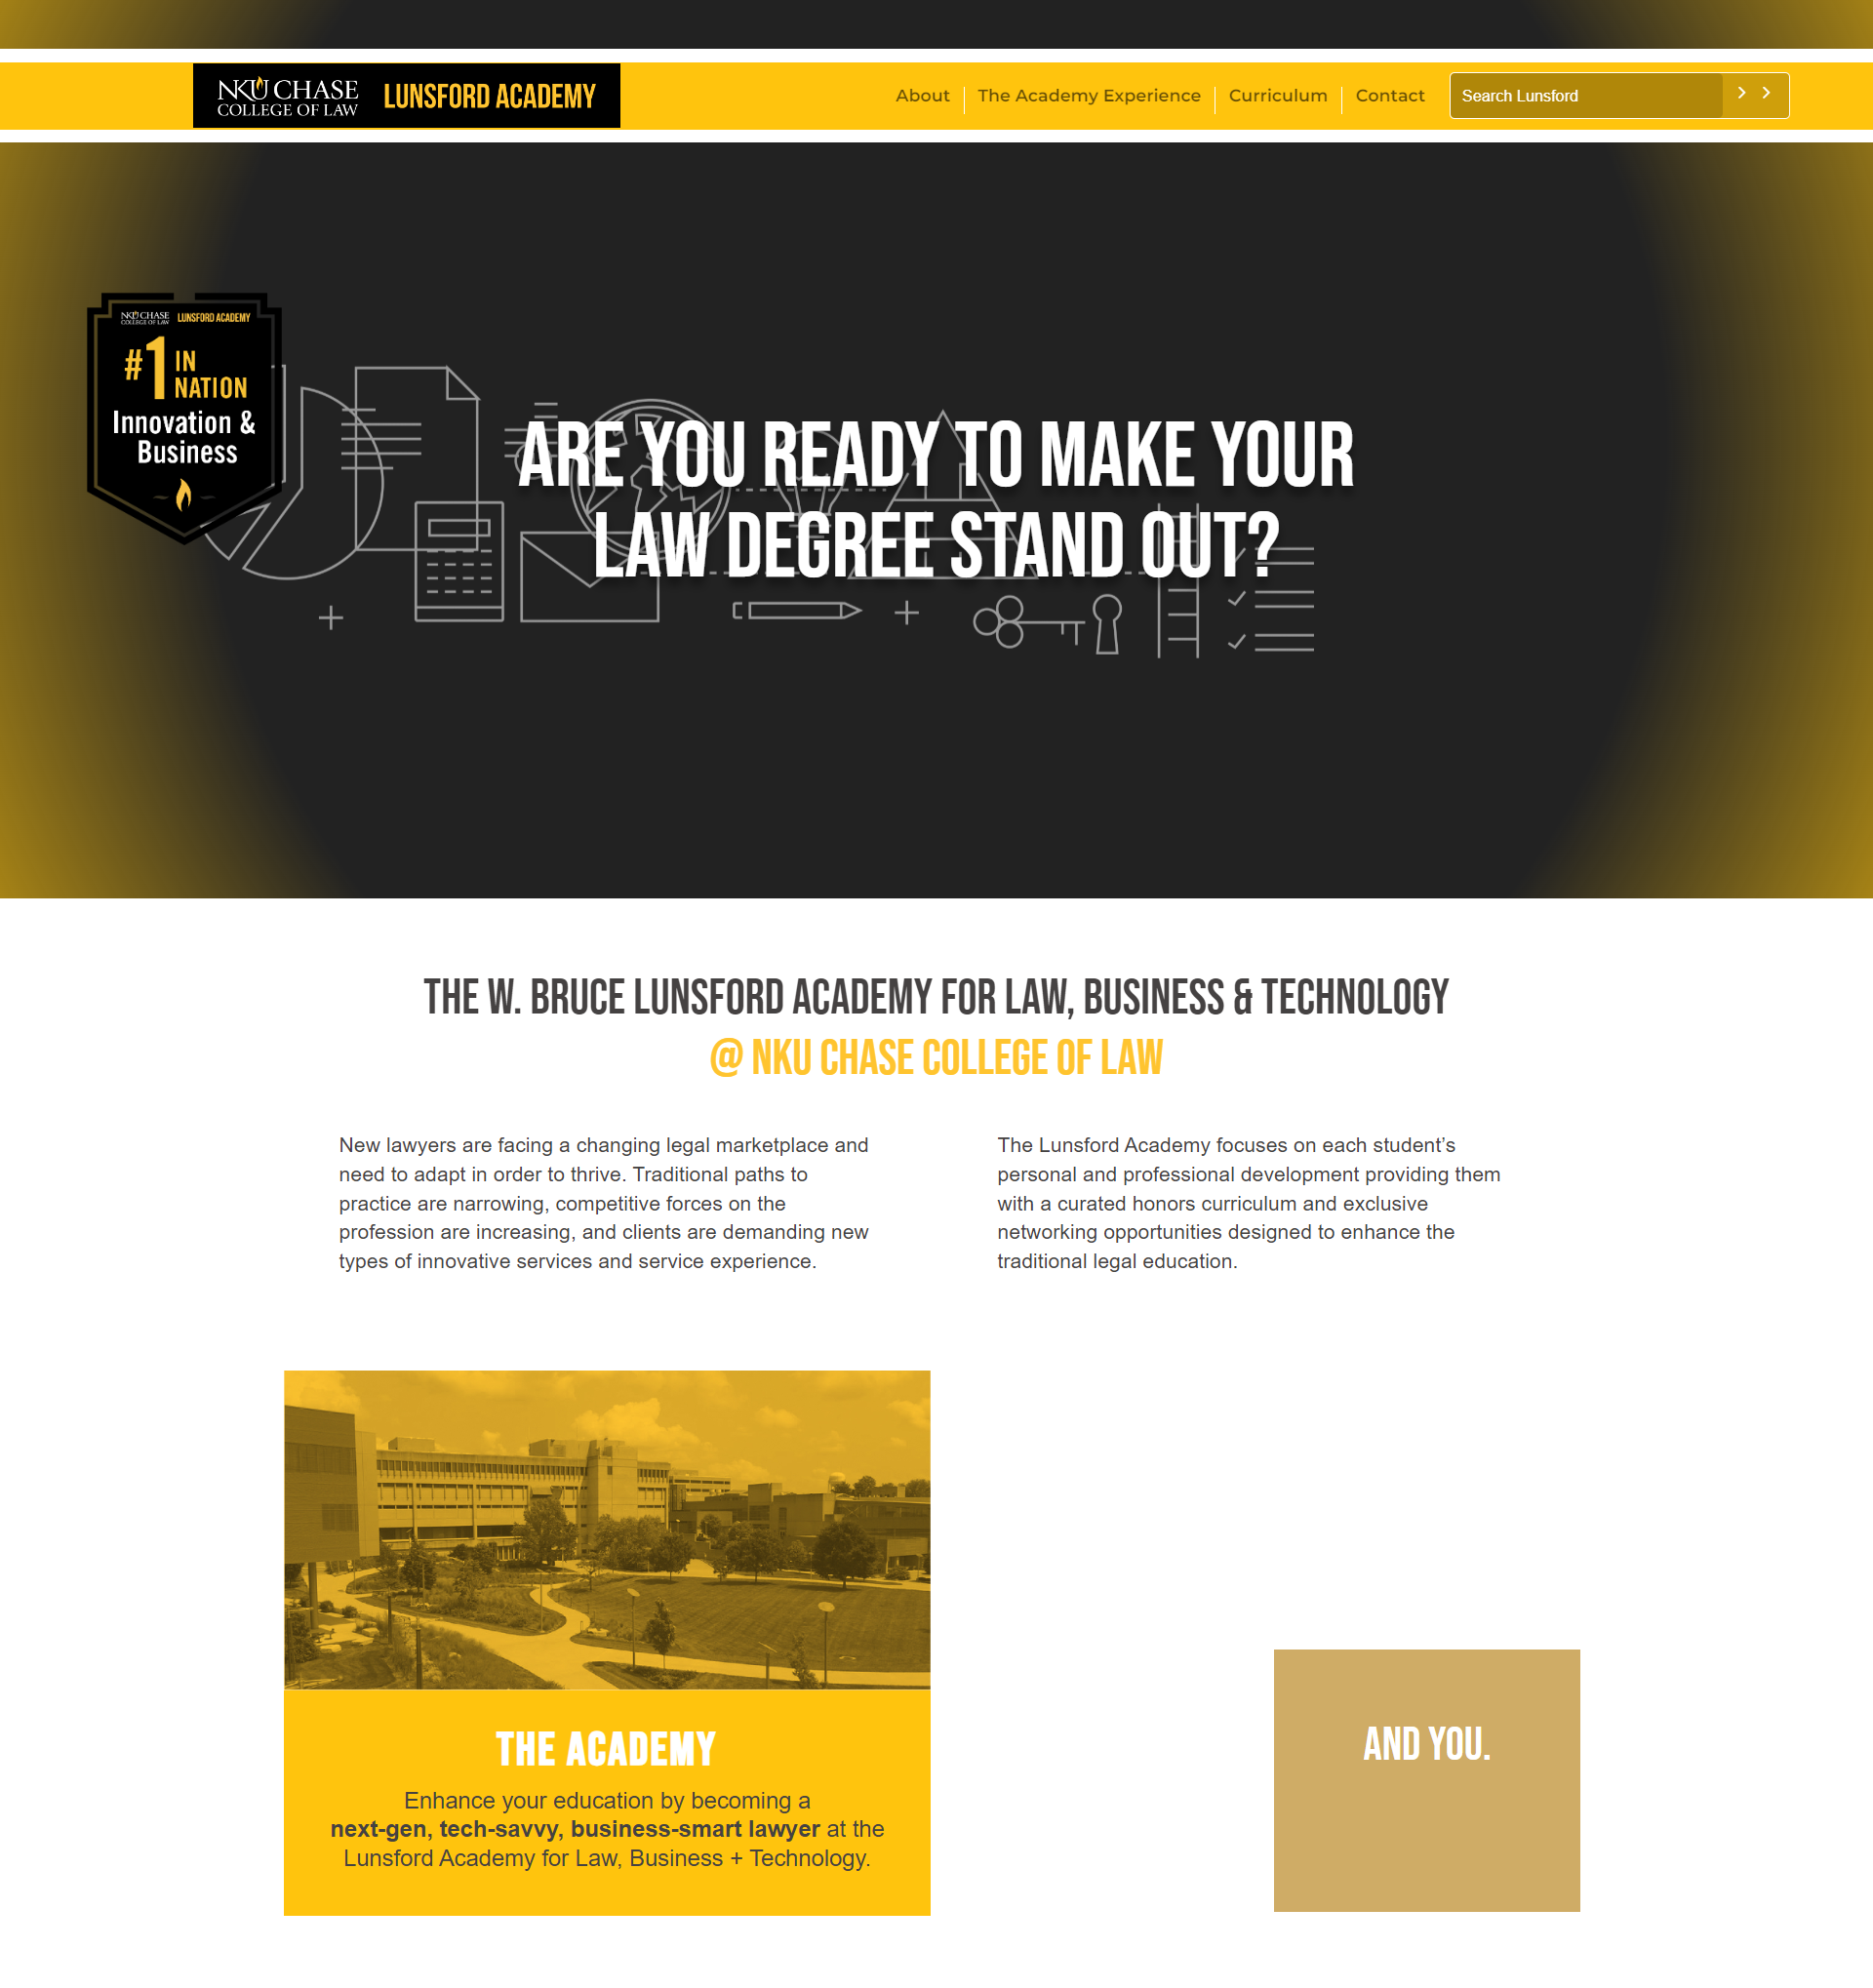 NKU CHASE
COLLEGE OF LAW
LUNSFORD ACADEMY
About
The Academy Experience
Curriculum
Contact
Search Lunsford
NKU CHASE
COLLEGE OF LAW
LUNSFORD ACADEMY
#1 IN
NATION
Innovation &
Business
ARE YOU READY TO MAKE YOUR
LAW DEGREE STAND OUT?
THE W. BRUCE LUNSFORD ACADEMY FOR LAW, BUSINESS & TECHNOLOGY
@ NKU CHASE COLLEGE OF LAW
New lawyers are facing a changing legal marketplace and
need to adapt in order to thrive. Traditional paths to
practice are narrowing, competitive forces on the
profession are increasing, and clients are demanding new
types of innovative services and service experience.
The Lunsford Academy focuses on each student’s
personal and professional development providing them
with a curated honors curriculum and exclusive
networking opportunities designed to enhance the
traditional legal education.
THE ACADEMY
Enhance your education by becoming a
next-gen, tech-savvy, business-smart lawyer at the
Lunsford Academy for Law, Business + Technology.
AND YOU.